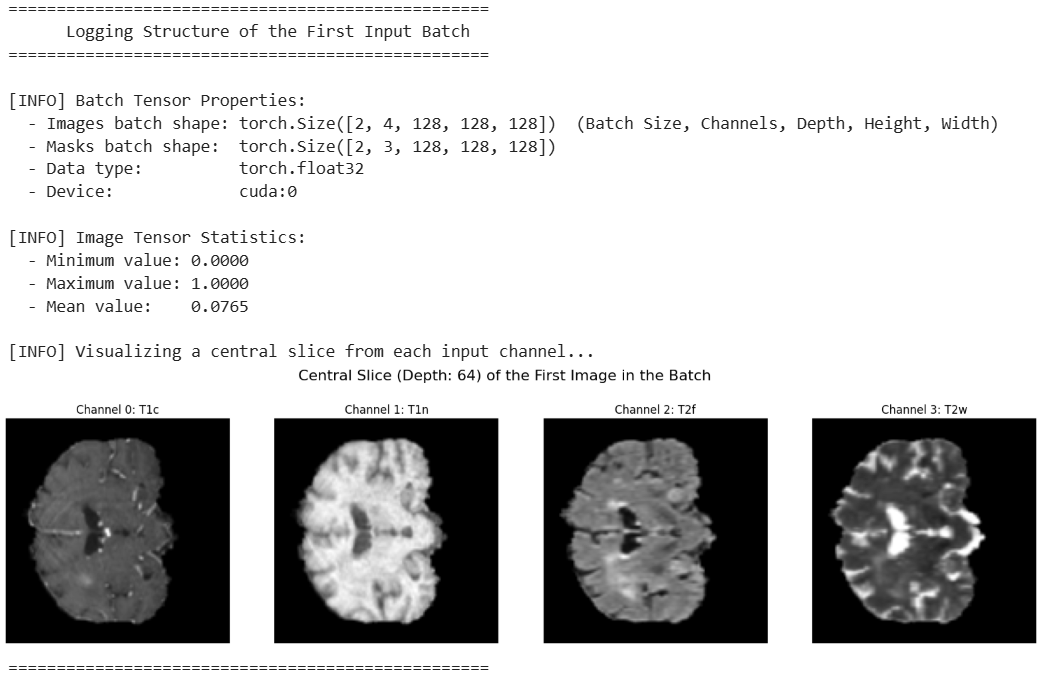 ==================================================
Logging Structure of the First Input Batch
==================================================
[INFO] Batch Tensor Properties:
- Images batch shape: torch.Size([2, 4, 128, 128, 128])  (Batch Size, Channels, Depth, Height, Width)
- Masks batch shape:  torch.Size([2, 3, 128, 128, 128])
- Data type:          torch.float32
- Device:             cuda:0
[INFO] Image Tensor Statistics:
- Minimum value: 0.0000
- Maximum value: 1.0000
- Mean value:    0.0765
[INFO] Visualizing a central slice from each input channel...
Central Slice (Depth: 64) of the First Image in the Batch
Channel 0: T1c
Channel 1: T1n
Channel 2: T2f
Channel 3: T2w
==================================================